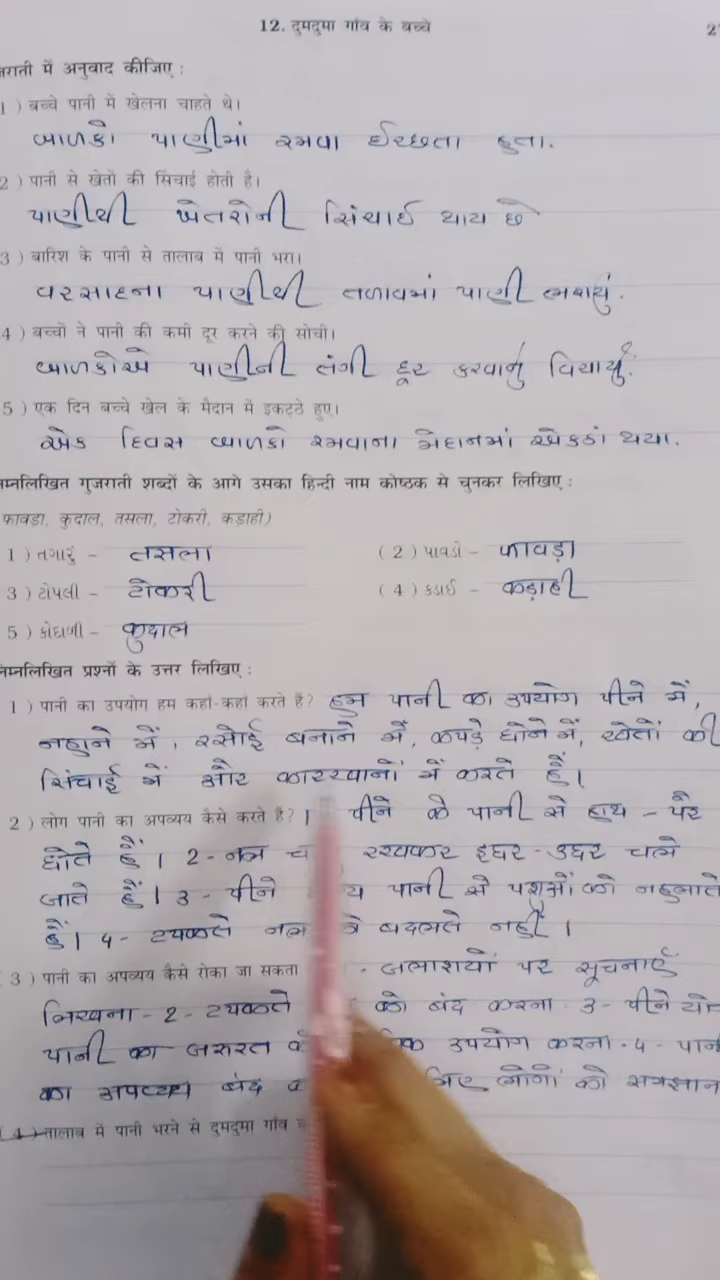 12. दुमदुमा गाँव के बच्चे
जराती में अनुवाद कीजिए :
1 ) बच्चे पानी में खेलना चाहते थे।
બાળકો પાણીમાં રમવા ઈચ્છતા હતા.
2 ) पानी से खेतों की सिंचाई होती है।
પાણીથી ખેતરોની સિંચાઈ થાય છે
3 ) बारिश के पानी से तालाब में पानी भरा।
વરસાદના પાણીથી તળાવમાં પાણી ભરાયું.
4 ) बच्चों ने पानी की कमी दूर करने की सोची।
બાળકોએ પાણીની તંગી દૂર કરવાનું વિચાર્યું.
5 ) एक दिन बच्चे खेल के मैदान में इकट्ठे हुए।
એક દિવસ બાળકો રમવાના મેદાનમાં એકઠાં થયા.
म्नलिखित गुजराती शब्दों के आगे उसका हिन्दी नाम कोष्ठक से चुनकर लिखिए :
फावडा, कुदाल, तसला, टोकरी, कड़ाही)
1 ) તગારું - तसला ( 2 ) પાવડો - फावड़ा
3 ) ટોપલી - टोकरी ( 4 ) કડાઈ - कड़ाही
5 ) કોદાળી - कुदाल
नम्नलिखित प्रश्नों के उत्तर लिखिए :
1 ) पानी का उपयोग हम कहाँ-कहाँ करते हैं? हम पानी का उपयोग पीने में,
नहाने में, रसोई बनाने में, कपड़े धोने में, खेतों की
सिंचाई में और कारखानों में करते हैं।
2 ) लोग पानी का अपव्यय कैसे करते हैं? पीने के पानी से हाथ - पैर
धोते हैं। 2 - नल रखकर इधर - उधर चले
जाते हैं। 3 - पीने पानी से पशुओं को नहलाते
हैं। 4 - टपकते नल बदलते नहीं।
3 ) पानी का अपव्यय कैसे रोका जा सकता - जलाशयों पर सूचनाएँ
लिखना - 2 - टपकते को बंद करना 3 - पीने
पानी का जरुरत उपयोग करना . 4 -
का अपव्यय बंद लोगों को समझाना
( 4 ) तालाब में पानी भरने से दुमदुमा गाँव